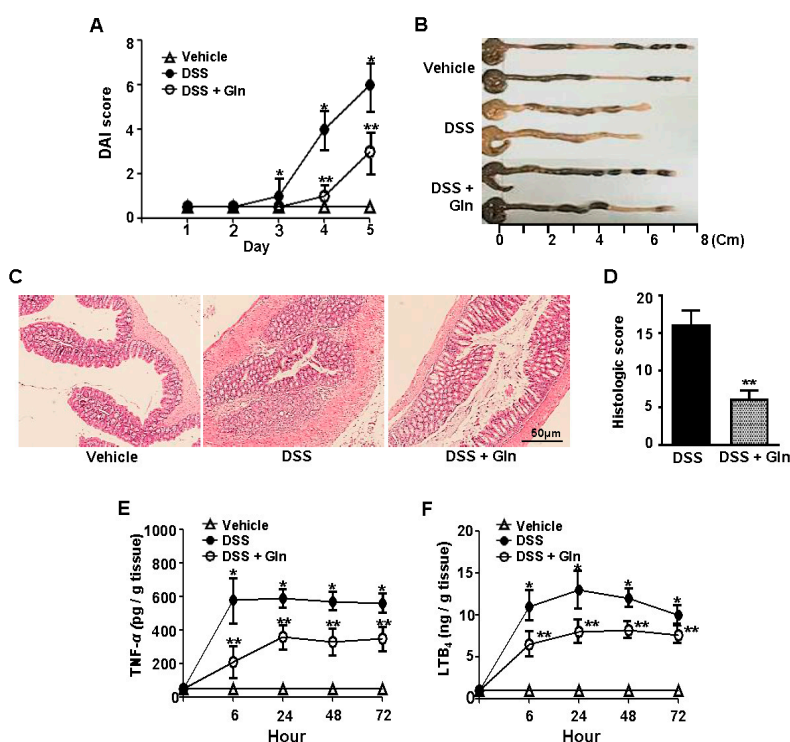 A
Vehicle
DSS
DSS + Gln
DAI score
8
6
4
2
0
*
*
*
**
**
1 2 3 4 5
Day
B
Vehicle
DSS
DSS +
Gln
0 2 4 6 8 (Cm)
C
Vehicle
DSS
DSS + Gln
50µm
D
Histologic score
20
15
10
5
0
**
DSS DSS + Gln
E
Vehicle
DSS
DSS + Gln
TNF-α (pg / g tissue)
1000
800
600
400
200
0
* * * *
** ** ** **
6 24 48 72
Hour
F
Vehicle
DSS
DSS + Gln
LTB4 (ng / g tissue)
20
15
10
5
0
* * * *
** ** ** **
6 24 48 72
Hour